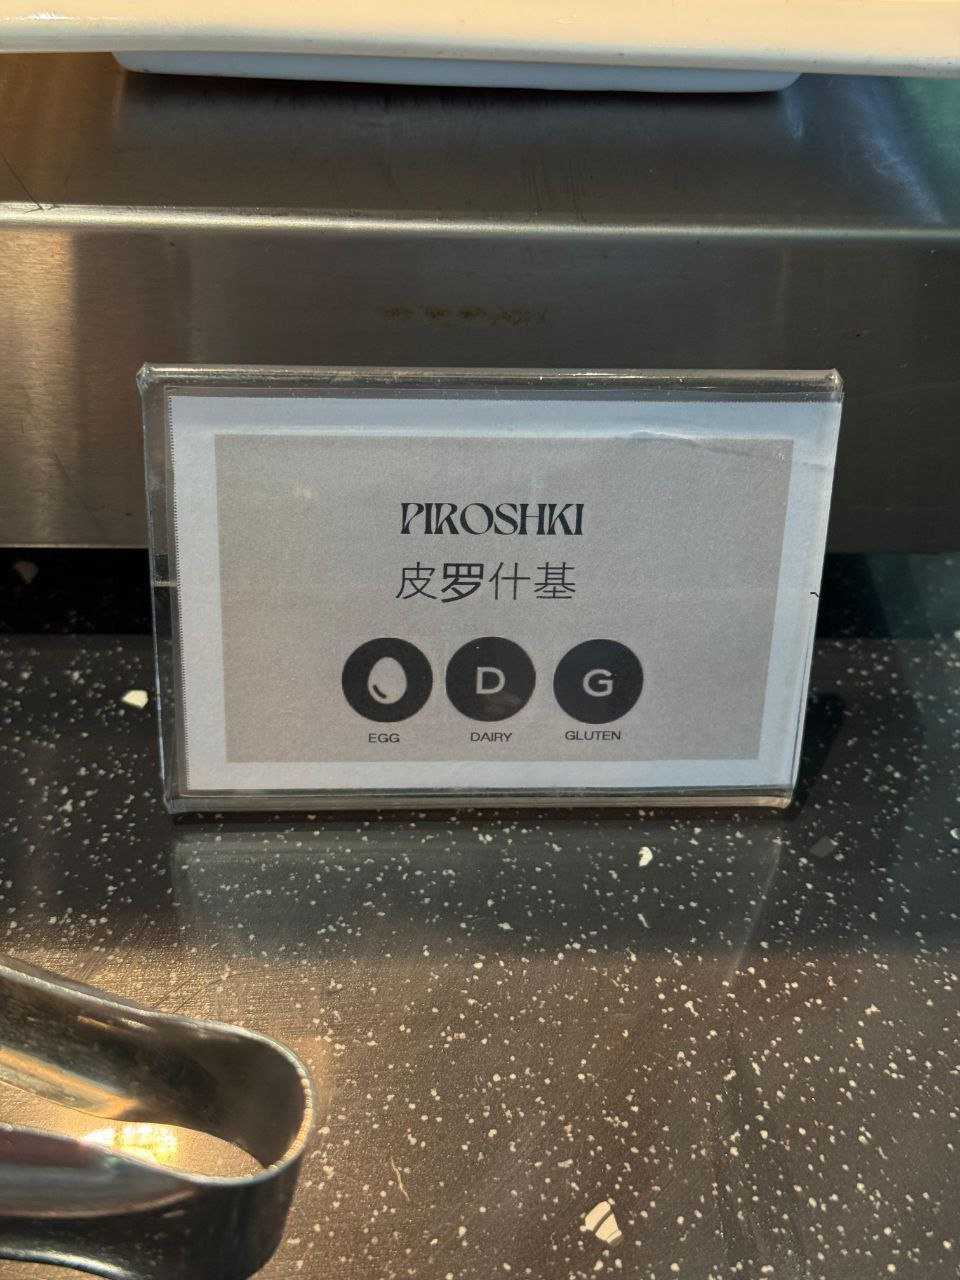 PIROSHKI
皮罗什基
D G
EGG DAIRY GLUTEN